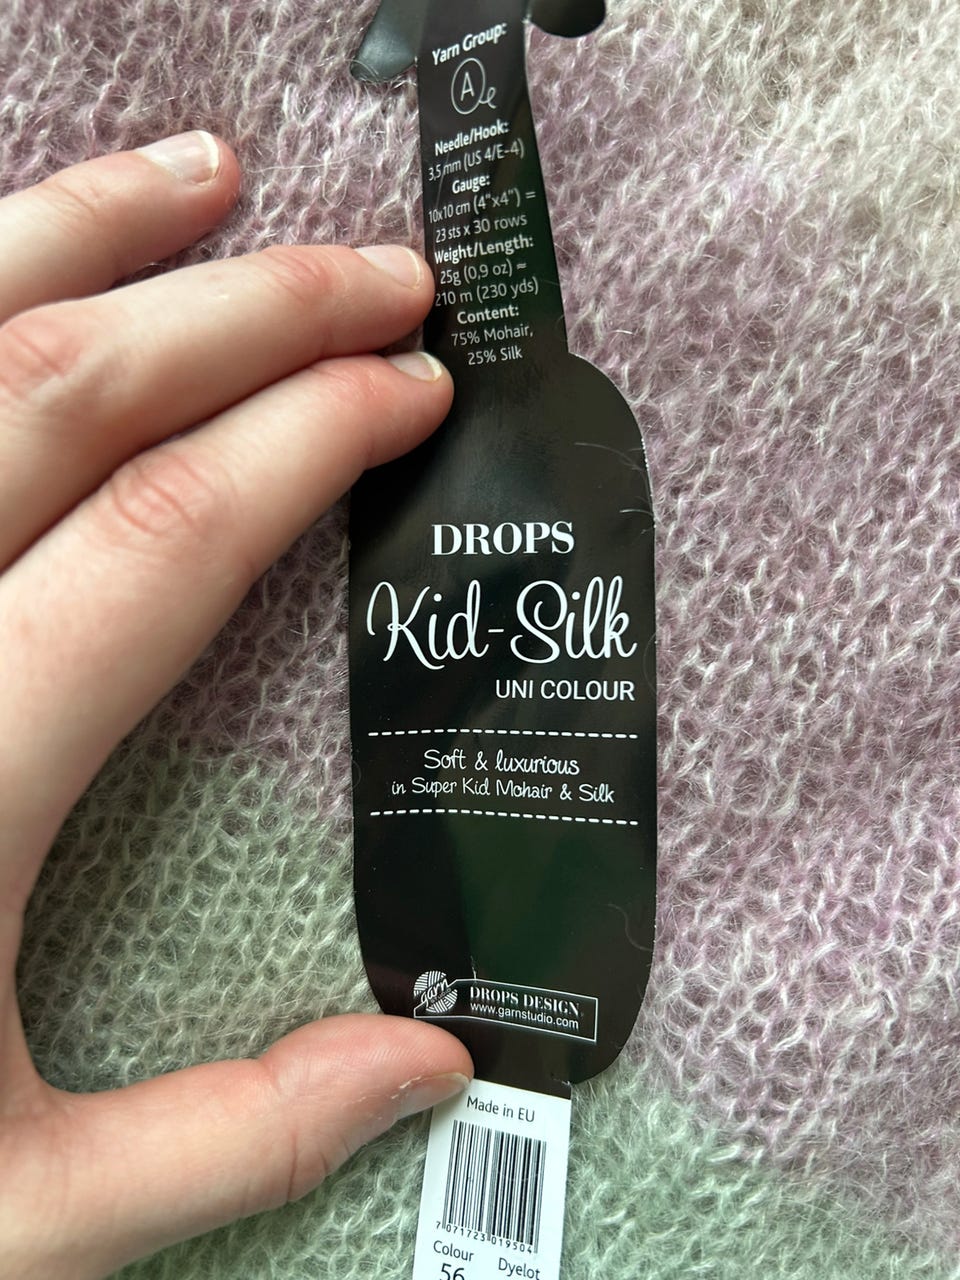 Yarn Group:
A
Needle/Hook:
3,5 mm (US 4/E-4)
Gauge:
10x10 cm (4"x4") =
23 sts x 30 rows
Weight/Length:
25g (0,9 oz) ≈
210 m (230 yds)
Content:
75% Mohair,
25% Silk
DROPS
Kid-Silk
UNI COLOUR
Soft & luxurious
in Super Kid Mohair & Silk
garn
DROPS DESIGN
www.garnstudio.com
Made in EU
7 071723 019504
Colour Dyelot
56